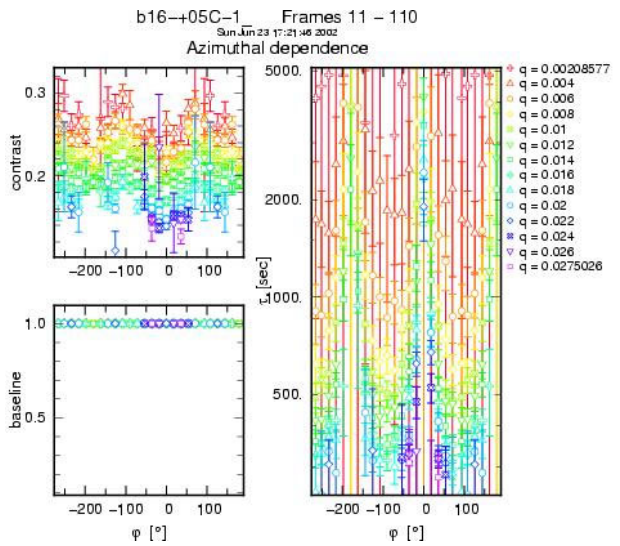 b16-+05C-1_ Frames 11 - 110
Sun Jun 23 17:21:46 2002
Azimuthal dependence
0.3
0.2
contrast
-200 -100 0 100
1.0
0.5
baseline
-200 -100 0 100
φ [°]
5000.
2000.
1000.
500.
τ [sec]
-200 -100 0 100
φ [°]
q = 0.00208577
q = 0.004
q = 0.006
q = 0.008
q = 0.01
q = 0.012
q = 0.014
q = 0.016
q = 0.018
q = 0.02
q = 0.022
q = 0.024
q = 0.026
q = 0.0275026